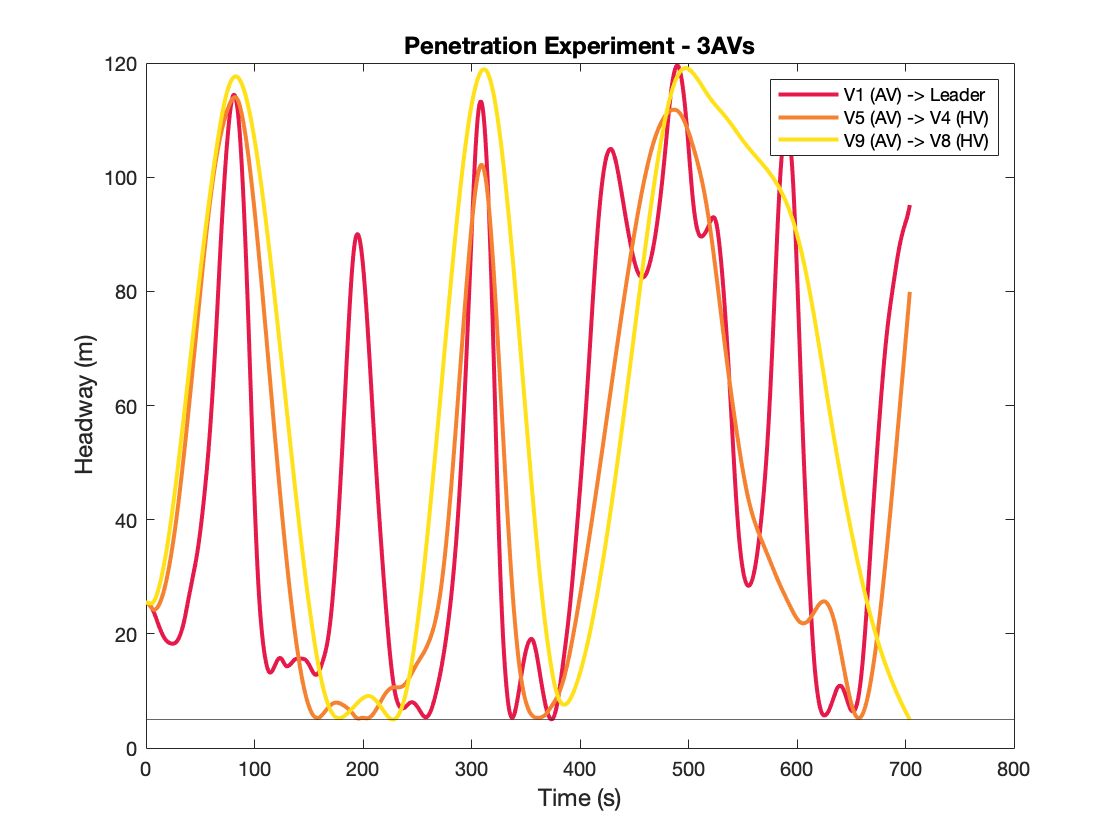 Penetration Experiment - 3AVs
V1 (AV) -> Leader
V5 (AV) -> V4 (HV)
V9 (AV) -> V8 (HV)
Headway (m)
120
100
80
60
40
20
0
0 100 200 300 400 500 600 700 800
Time (s)